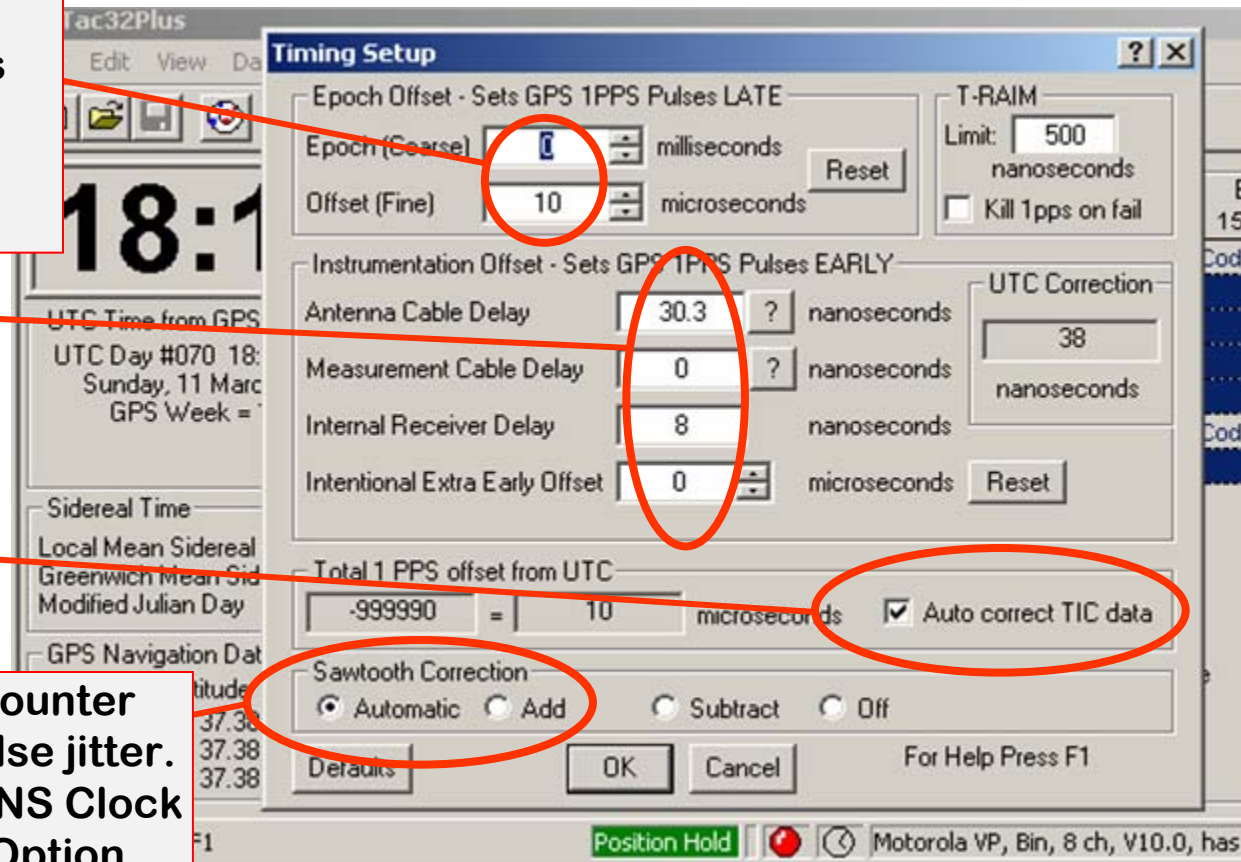 Tac32Plus
s
Edit View Da
Timing Setup
Epoch Offset - Sets GPS 1PPS Pulses LATE
Epoch (Coarse) 0 milliseconds
Reset
Offset (Fine) 10 microseconds
T-RAIM
Limit: 500
nanoseconds
Kill 1pps on fail
18:1
E
15
Cod
Instrumentation Offset - Sets GPS 1PPS Pulses EARLY
Antenna Cable Delay 30.3 ? nanoseconds
Measurement Cable Delay 0 ? nanoseconds
Internal Receiver Delay 8 nanoseconds
Intentional Extra Early Offset 0 microseconds Reset
UTC Correction
38
nanoseconds
Cod
UTC Time from GPS
UTC Day #070 18:
Sunday, 11 Marc
GPS Week =
Sidereal Time
Local Mean Sidereal
Greenwich Mean Sid
Modified Julian Day
Total 1 PPS offset from UTC
-999990 = 10 microseconds Auto correct TIC data
GPS Navigation Dat
titude
37.38
37.38
37.38
Sawtooth Correction
Automatic Add Subtract Off
Defaults OK Cancel For Help Press F1
ounter
lse jitter.
NS Clock
Option
F1
Position Hold Motorola VP, Bin, 8 ch, V10.0, has